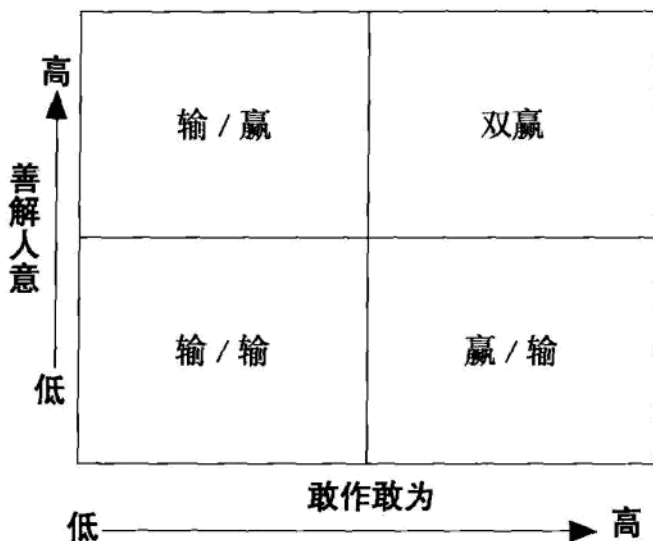 高
输 / 赢
双赢
善解人意
输 / 输
赢 / 输
低
敢作敢为
低
高